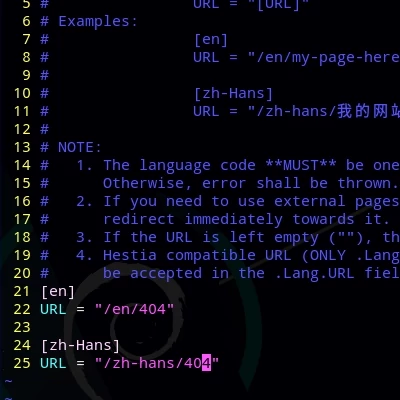 5 #                URL = "[URL]"
6 # Examples:
7 #                [en]
8 #                URL = "/en/my-page-here
9 #
10 #                [zh-Hans]
11 #                URL = "/zh-hans/我的网站
12 #
13 # NOTE:
14 #   1. The language code **MUST** be one
15 #      Otherwise, error shall be thrown.
16 #   2. If you need to use external pages
17 #      redirect immediately towards it.
18 #   3. If the URL is left empty (""), th
19 #   4. Hestia compatible URL (ONLY .Lang
20 #      be accepted in the .Lang.URL fiel
21 [en]
22 URL = "/en/404"
23
24 [zh-Hans]
25 URL = "/zh-hans/404"
~
~